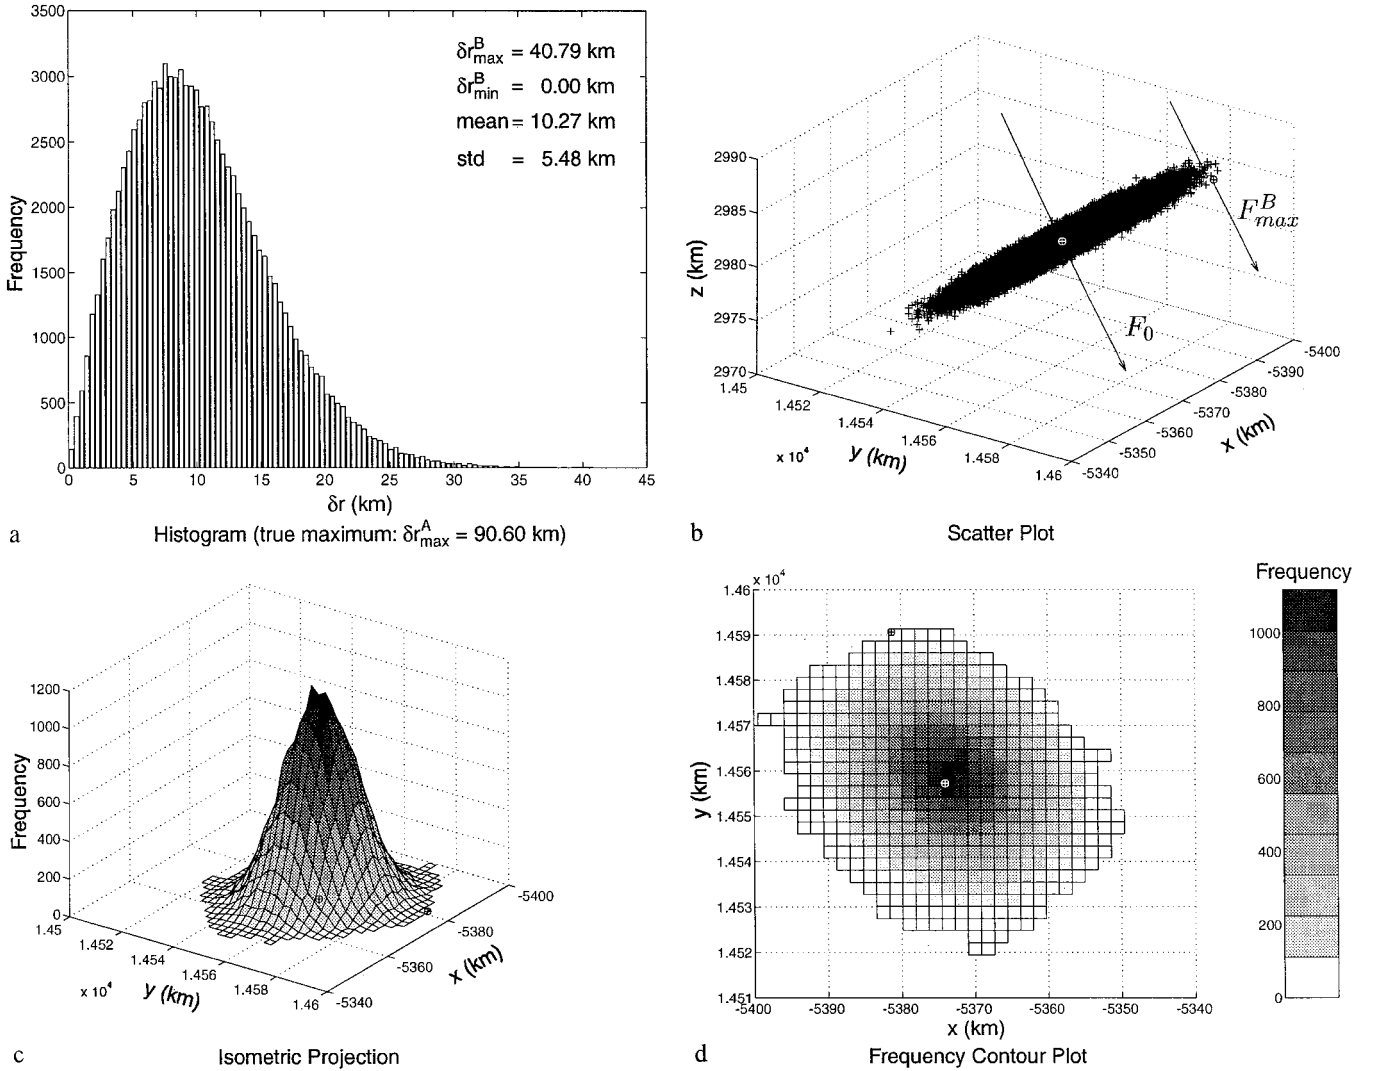 3500
3000
2500
2000
1500
1000
500
0
Frequency
δr^B_max = 40.79 km
δr^B_min = 0.00 km
mean = 10.27 km
std = 5.48 km
0 5 10 15 20 25 30 35 40 45
δr (km)
a
Histogram (true maximum: δr^A_max = 90.60 km)
2990
2985
2980
2975
2970
z (km)
F^B_max
F_0
1.45
1.452
1.454
1.456
1.458
1.46
x 10^4
y (km)
-5400
-5390
-5380
-5370
-5360
-5350
-5340
x (km)
b
Scatter Plot
1200
1000
800
600
400
200
0
Frequency
1.45
1.452
1.454
1.456
1.458
1.46
x 10^4
y (km)
-5400
-5380
-5360
-5340
x (km)
c
Isometric Projection
x 10^4
1.46
1.459
1.458
1.457
1.456
1.455
1.454
1.453
1.452
1.451
y (km)
-5400 -5390 -5380 -5370 -5360 -5350 -5340
x (km)
Frequency
1000
800
600
400
200
0
d
Frequency Contour Plot